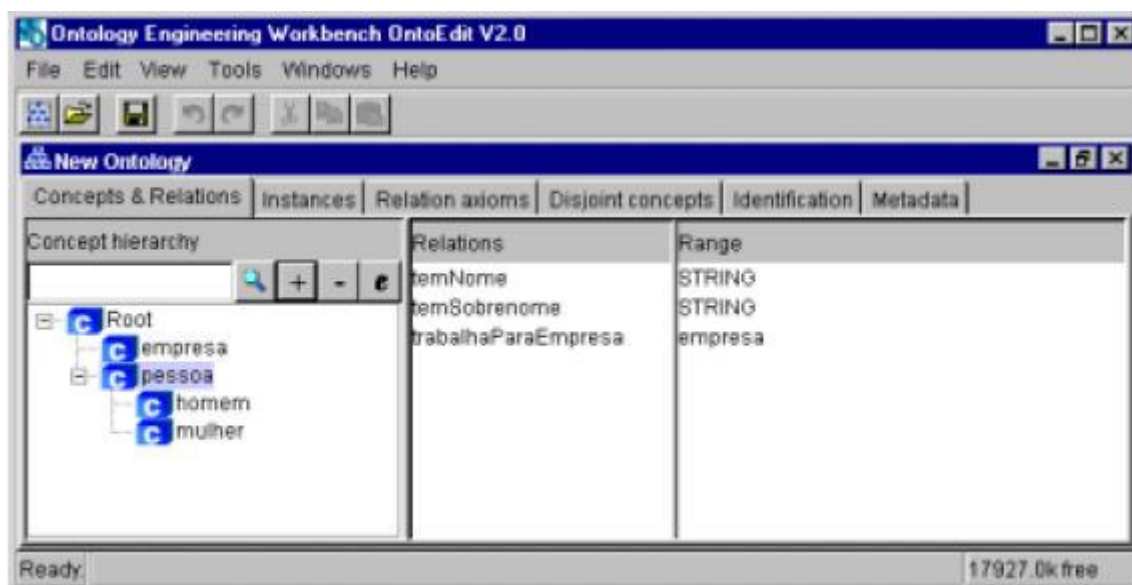 Ontology Engineering Workbench OntoEdit V2.0
File Edit View Tools Windows Help
New Ontology
Concepts & Relations Instances Relation axioms Disjoint concepts Identification Metadata
Concept hierarchy
+ - e
Root
empresa
pessoa
homem
mulher
Relations
temNome
temSobrenome
trabalhaParaEmpresa
Range
STRING
STRING
empresa
Ready.
17927.0k free